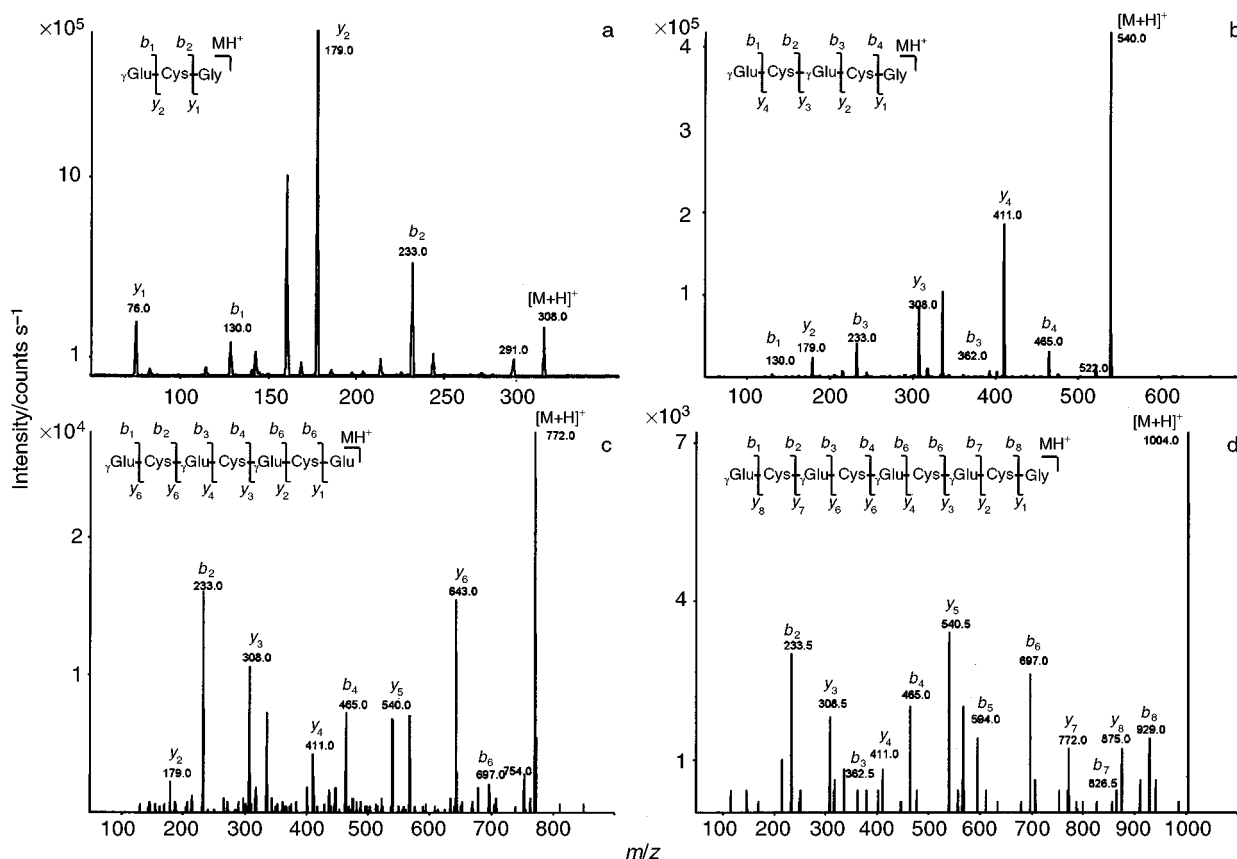 a
×10⁵
10
1
b₁ b₂ MH⁺
γGlu Cys Gly
y₂ y₁
y₁
76.0
b₁
130.0
y₂
179.0
b₂
233.0
291.0
[M+H]⁺
308.0
100 150 200 250 300
b
×10⁵
4
3
2
1
b₁ b₂ b₃ b₄ MH⁺
γGlu Cys γGlu Cys Gly
y₄ y₃ y₂ y₁
b₁
130.0
y₂
179.0
b₃
233.0
y₃
308.0
b₃
362.0
y₄
411.0
b₄
465.0
522.0
[M+H]⁺
540.0
100 200 300 400 500 600
Intensity/counts s⁻¹
c
×10⁴
2
1
b₁ b₂ b₃ b₄ b₆ b₆ MH⁺
γGlu Cys γGlu Cys γGlu Cys Glu
y₆ y₆ y₄ y₃ y₂ y₁
y₂
179.0
b₂
233.0
y₃
308.0
y₄
411.0
b₄
465.0
y₅
540.0
y₆
643.0
b₆
697.0
754.0
[M+H]⁺
772.0
100 200 300 400 500 600 700 800
d
×10³
7
4
1
b₁ b₂ b₃ b₄ b₆ b₆ b₇ b₈ MH⁺
γGlu Cys γGlu Cys γGlu Cys γGlu Cys Gly
y₈ y₇ y₆ y₆ y₄ y₃ y₂ y₁
b₂
233.5
y₃
308.5
b₃
362.5
y₄
411.0
b₄
465.0
y₅
540.5
b₅
594.0
b₆
697.0
y₇
772.0
b₇
826.5
y₈
875.0
b₈
929.0
[M+H]⁺
1004.0
100 200 300 400 500 600 700 800 900 1000
m/z